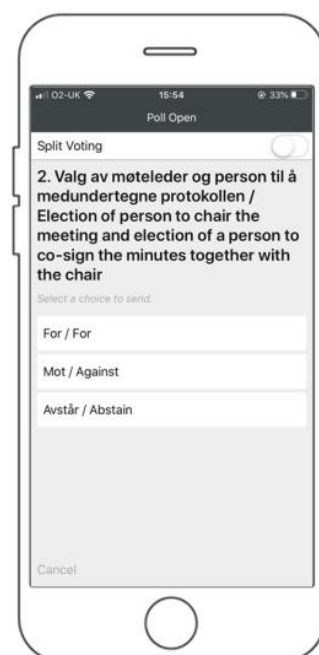 O2-UK 15:54 33%
Poll Open
Split Voting
2. Valg av møteleder og person til å
medundertegne protokollen /
Election of person to chair the
meeting and election of a person to
co-sign the minutes together with
the chair
Select a choice to send.
For / For
Mot / Against
Avstår / Abstain
Cancel